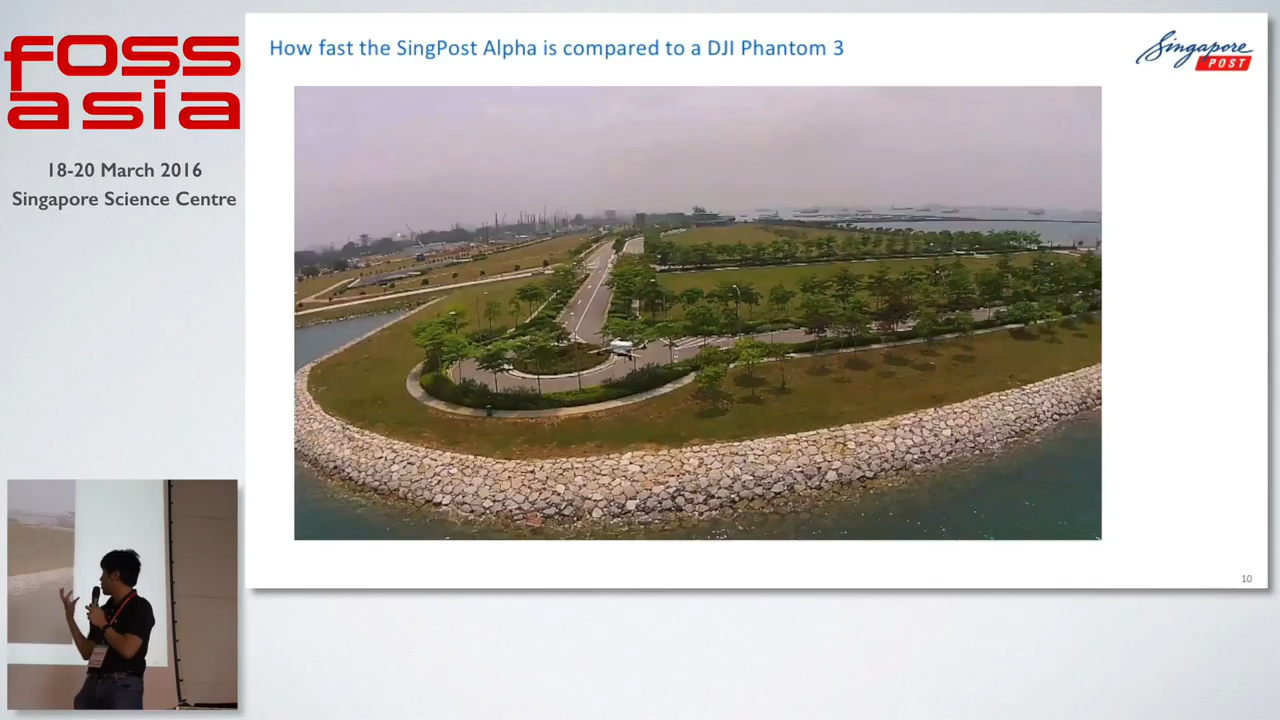 foss
asia
18-20 March 2016
Singapore Science Centre
How fast the SingPost Alpha is compared to a DJI Phantom 3
Singapore
POST
10